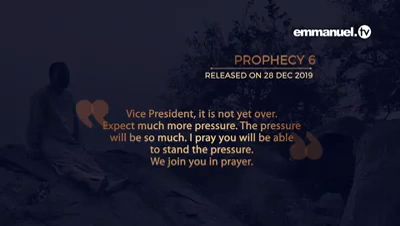 emmanuel.tv
PROPHECY 6
RELEASED ON 28 DEC 2019
Vice President, it is not yet over.
Expect much more pressure. The pressure
will be so much. I pray you will be able
to stand the pressure.
We join you in prayer.